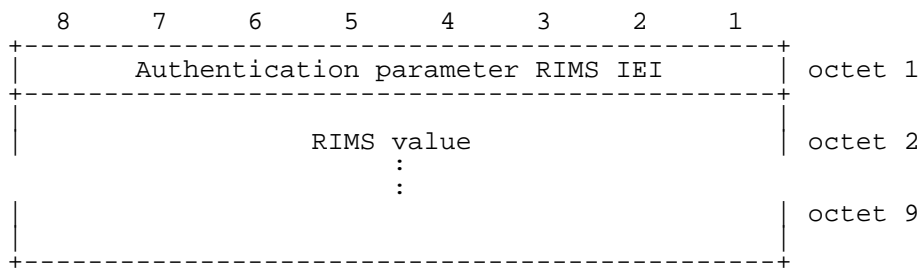 8 7 6 5 4 3 2 1
+-----------------------------------------------+
| Authentication parameter RIMS IEI | octet 1
+-----------------------------------------------+
| |
| RIMS value | octet 2
:
:
| | octet 9
| |
+-----------------------------------------------+